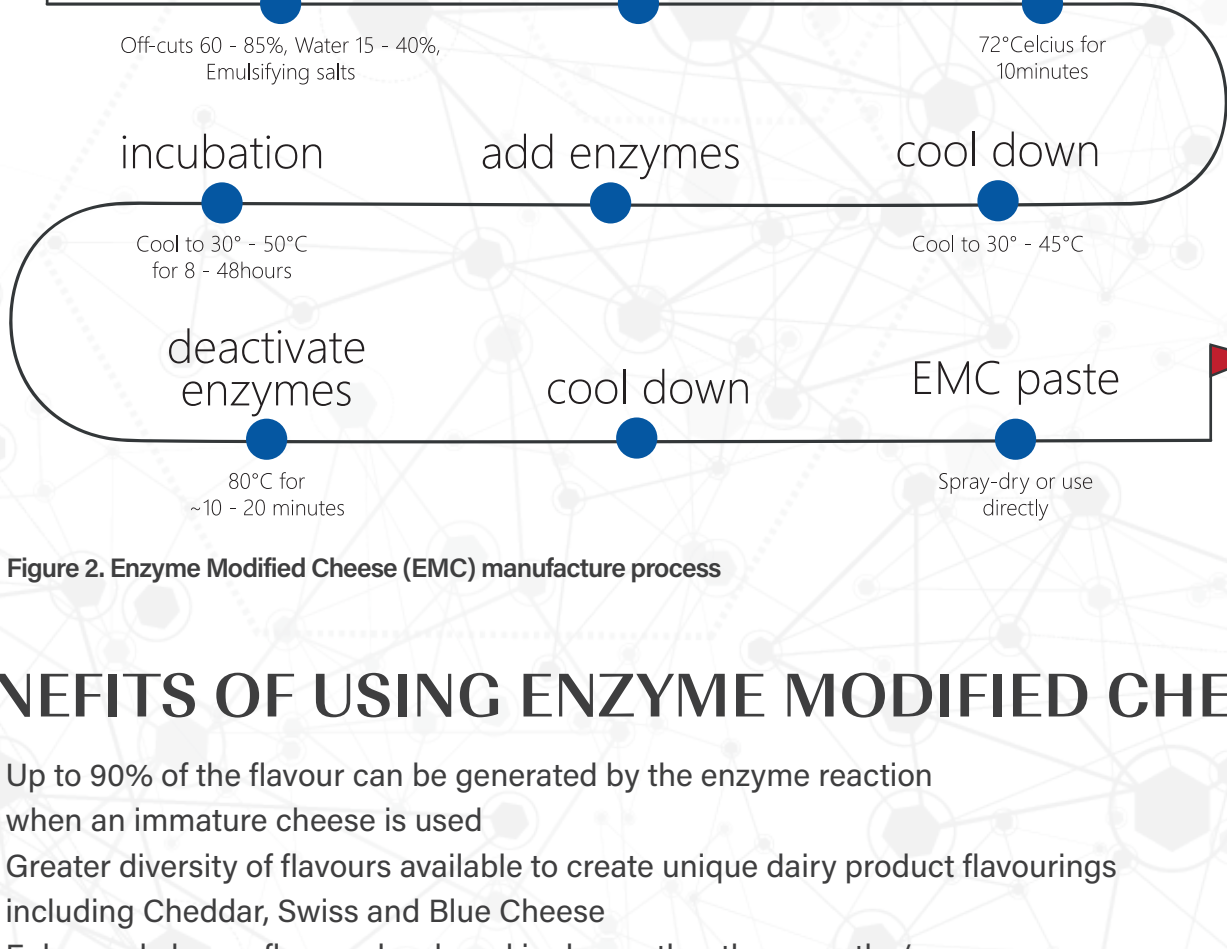 Off-cuts 60 - 85%, Water 15 - 40%,
Emulsifying salts
72°Celcius for
10minutes
incubation
add enzymes
cool down
Cool to 30° - 50°C
for 8 - 48hours
Cool to 30° - 45°C
deactivate
enzymes
cool down
EMC paste
80°C for
~10 - 20 minutes
Spray-dry or use
directly
Figure 2. Enzyme Modified Cheese (EMC) manufacture process
NEFITS OF USING ENZYME MODIFIED CHE
Up to 90% of the flavour can be generated by the enzyme reaction
when an immature cheese is used
Greater diversity of flavours available to create unique dairy product flavourings
including Cheddar, Swiss and Blue Cheese